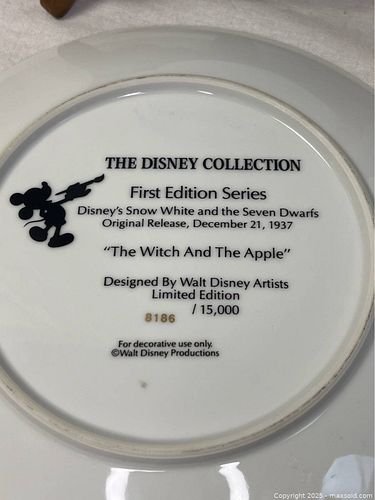 THE DISNEY COLLECTION
First Edition Series
Disney's Snow White and the Seven Dwarfs
Original Release, December 21, 1937
"The Witch And The Apple"
Designed By Walt Disney Artists
Limited Edition
8186 / 15,000
For decorative use only.
©Walt Disney Productions
Copyright 2025 - maxsold.com